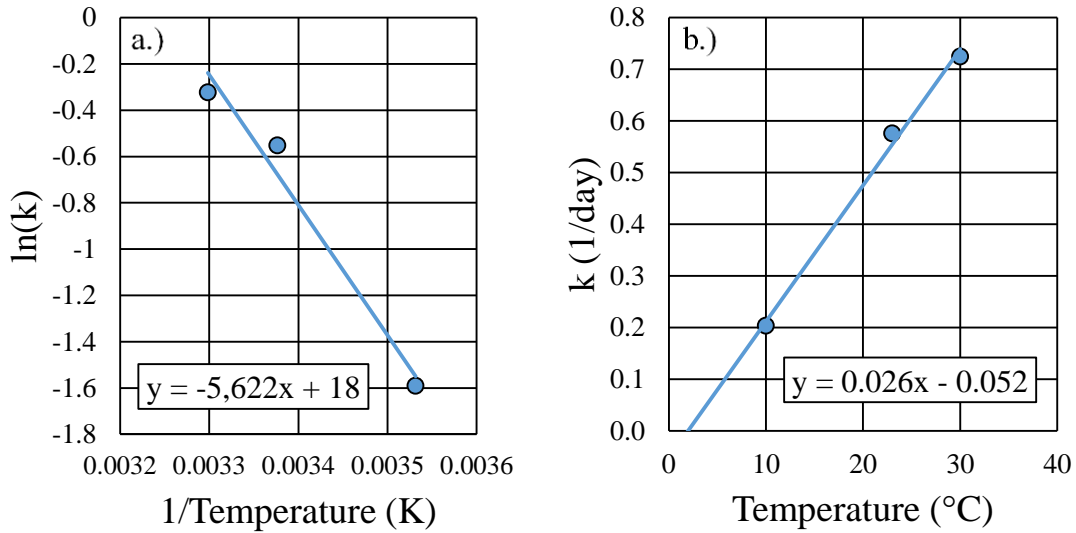 a.)
ln(k)
0
-0.2
-0.4
-0.6
-0.8
-1
-1.2
-1.4
-1.6
-1.8
y = -5,622x + 18
0.0032 0.0033 0.0034 0.0035 0.0036
1/Temperature (K)
b.)
k (1/day)
0.8
0.7
0.6
0.5
0.4
0.3
0.2
0.1
0.0
y = 0.026x - 0.052
0 10 20 30 40
Temperature (°C)